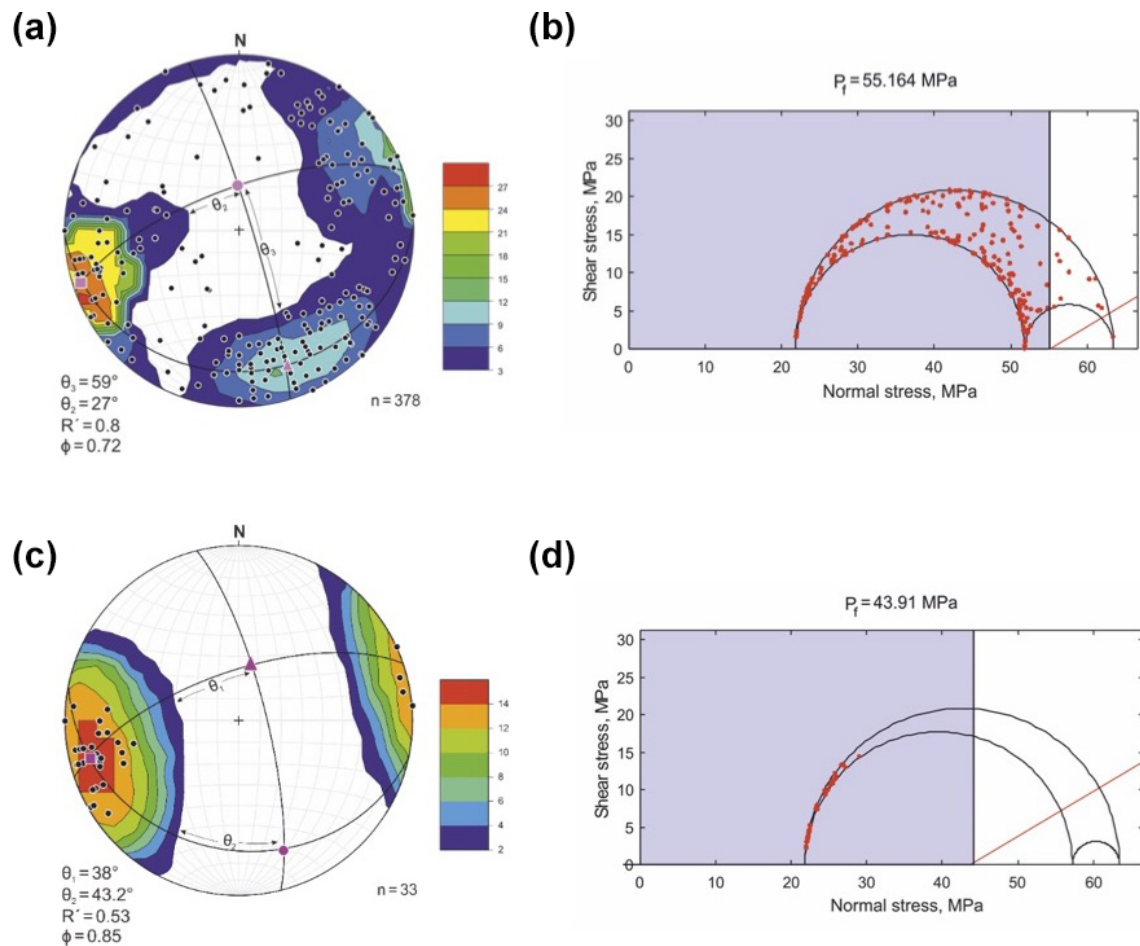 (a)
N
θ2
θ3
27
24
21
18
15
12
9
6
3
θ3 = 59°
θ2 = 27°
R´ = 0.8
ϕ = 0.72
n = 378
(b)
Pf = 55.164 MPa
Shear stress, MPa
30
25
20
15
10
5
0
0 10 20 30 40 50 60
Normal stress, MPa
(c)
N
θ1
θ2
14
12
10
8
6
4
2
θ1 = 38°
θ2 = 43.2°
R´ = 0.53
ϕ = 0.85
n = 33
(d)
Pf = 43.91 MPa
Shear stress, MPa
30
25
20
15
10
5
0
0 10 20 30 40 50 60
Normal stress, MPa